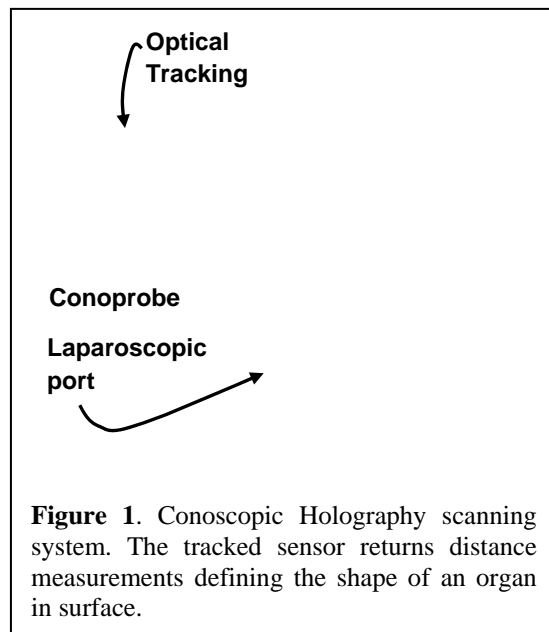 Optical
Tracking
Conoprobe
Laparoscopic
port
Figure 1. Conoscopic Holography scanning
system. The tracked sensor returns distance
measurements defining the shape of an organ
in surface.